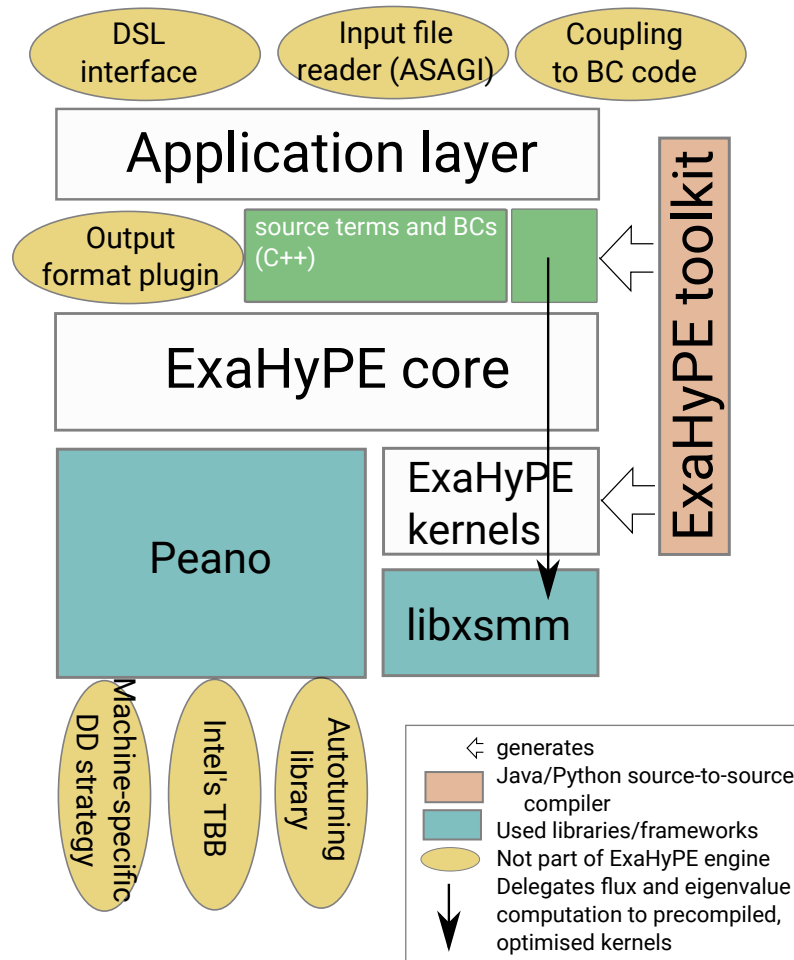 DSL
interface
Input file
reader (ASAGI)
Coupling
to BC code
Application layer
Output
format plugin
source terms and BCs
(C++)
ExaHyPE toolkit
ExaHyPE core
Peano
ExaHyPE
kernels
libxsmm
Machine-specific
DD strategy
Intel's TBB
Autotuning
library
generates
Java/Python source-to-source
compiler
Used libraries/frameworks
Not part of ExaHyPE engine
Delegates flux and eigenvalue
computation to precompiled,
optimised kernels